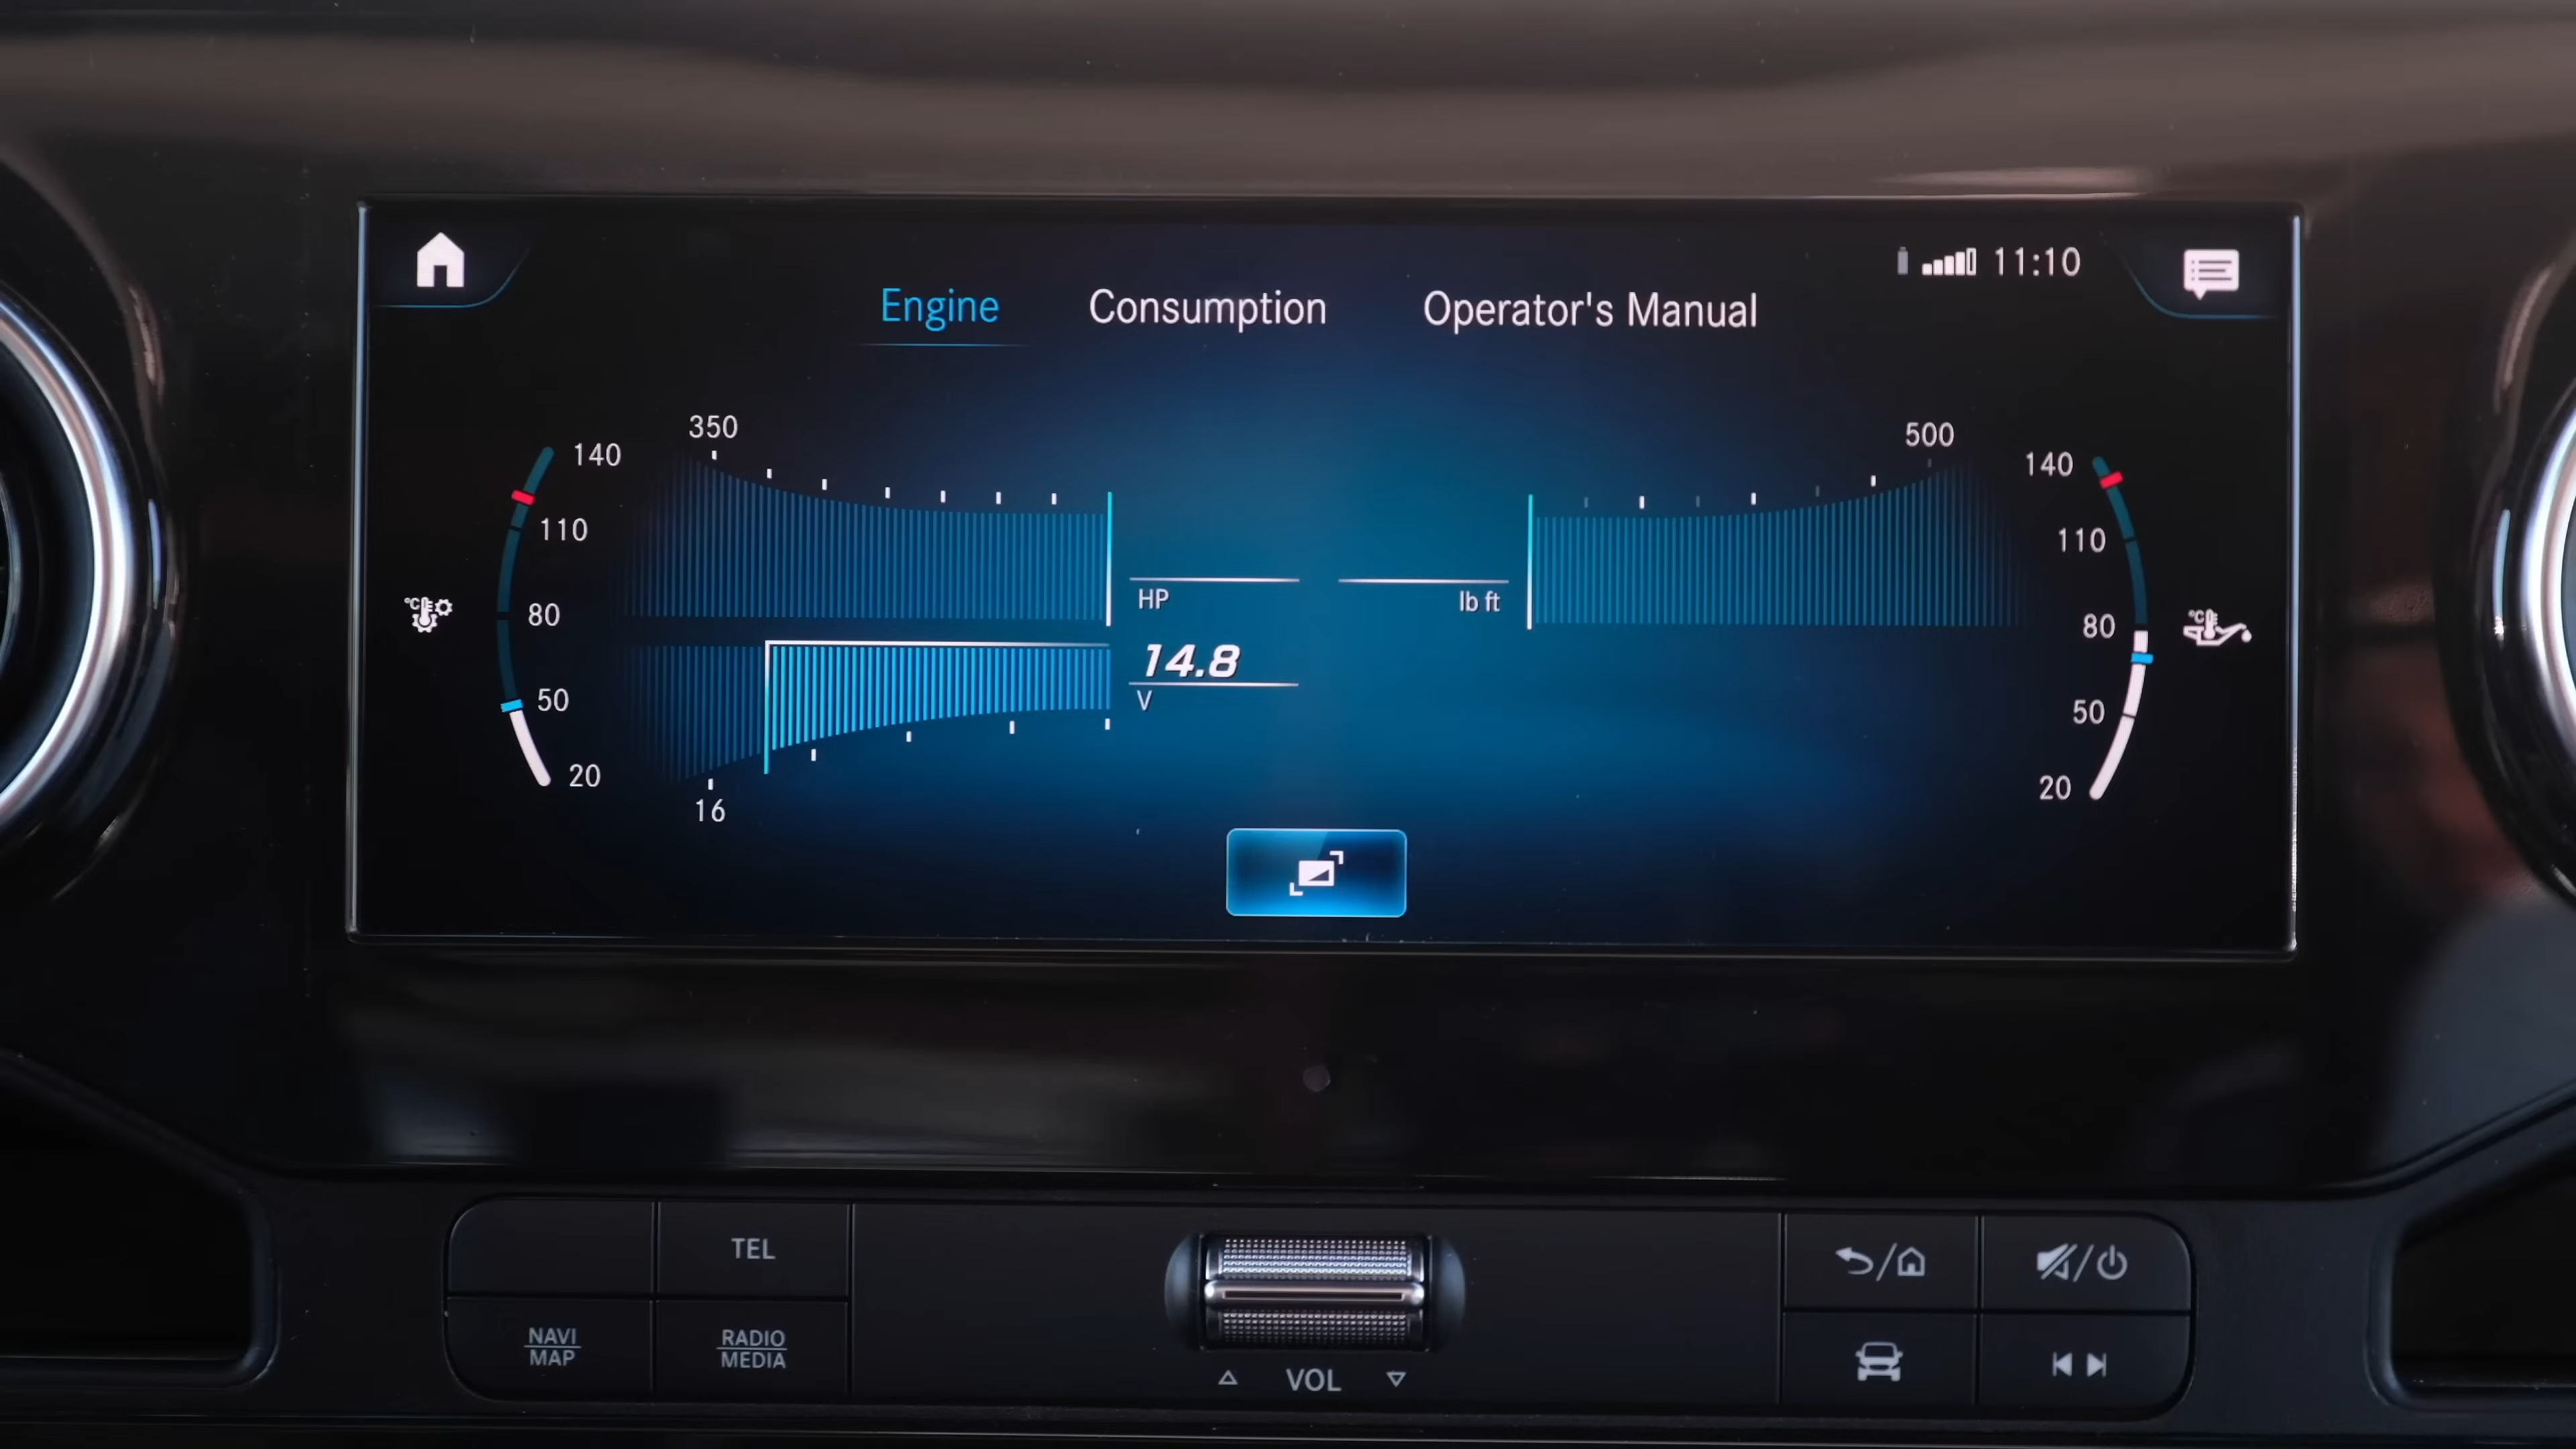 11:10
Engine Consumption Operator's Manual
350
500
140
140
110
110
80
80
50
50
20
20
°C
°C
HP
lb ft
14.8
V
16
TEL
NAVI
MAP
RADIO
MEDIA
VOL